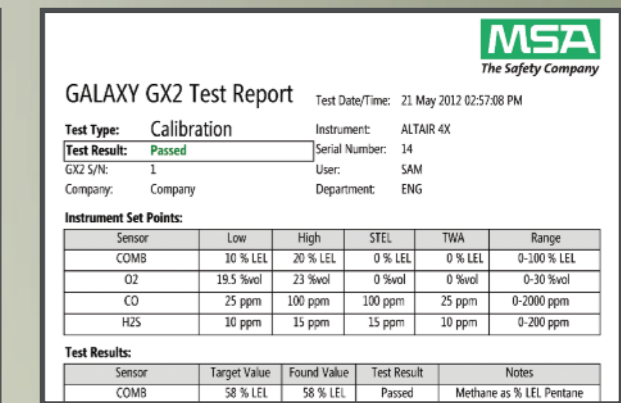 MSA
The Safety Company
GALAXY GX2 Test Report
Test Date/Time: 21 May 2012 02:57:08 PM
Test Type: Calibration
Instrument: ALTAIR 4X
Test Result: Passed
Serial Number: 14
GX2 S/N: 1
User: SAM
Company: Company
Department: ENG
Instrument Set Points:
Sensor Low High STEL TWA Range
COMB 10 % LEL 20 % LEL 0 % LEL 0 % LEL 0-100 % LEL
O2 19.5 %vol 23 %vol 0 %vol 0 %vol 0-30 %vol
CO 25 ppm 100 ppm 100 ppm 25 ppm 0-2000 ppm
H2S 10 ppm 15 ppm 15 ppm 10 ppm 0-200 ppm
Test Results:
Sensor Target Value Found Value Test Result Notes
COMB 58 % LEL 58 % LEL Passed Methane as % LEL Pentane